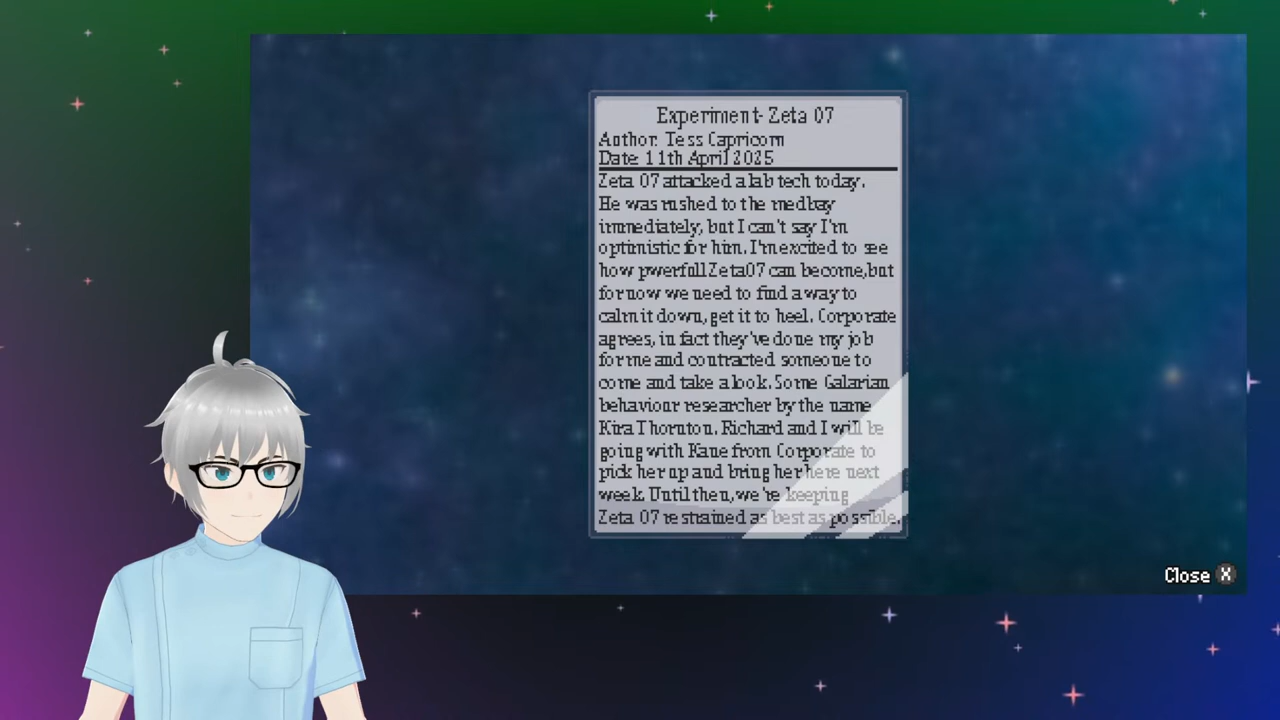 Experiment- Zeta 07
Author: Tess Capricorn
Date: 11th April 2025
Zeta 07 attacked a lab tech today.
He was rushed to the medbay
immediately, but I can't say I'm
optimistic for him. I'm excited to see
how pwerfull Zeta07 can become, but
for now we need to find a way to
calm it down, get it to heel. Corporate
agrees, in fact they've done my job
for me and contracted someone to
come and take a look. Some Galarian
behaviour researcher by the name
Kira Thornton. Richard and I will be
going with Kane from Corporate to
pick her up and bring her here next
week. Until then, we're keeping
Zeta 07 restrained as best as possible.
Close X